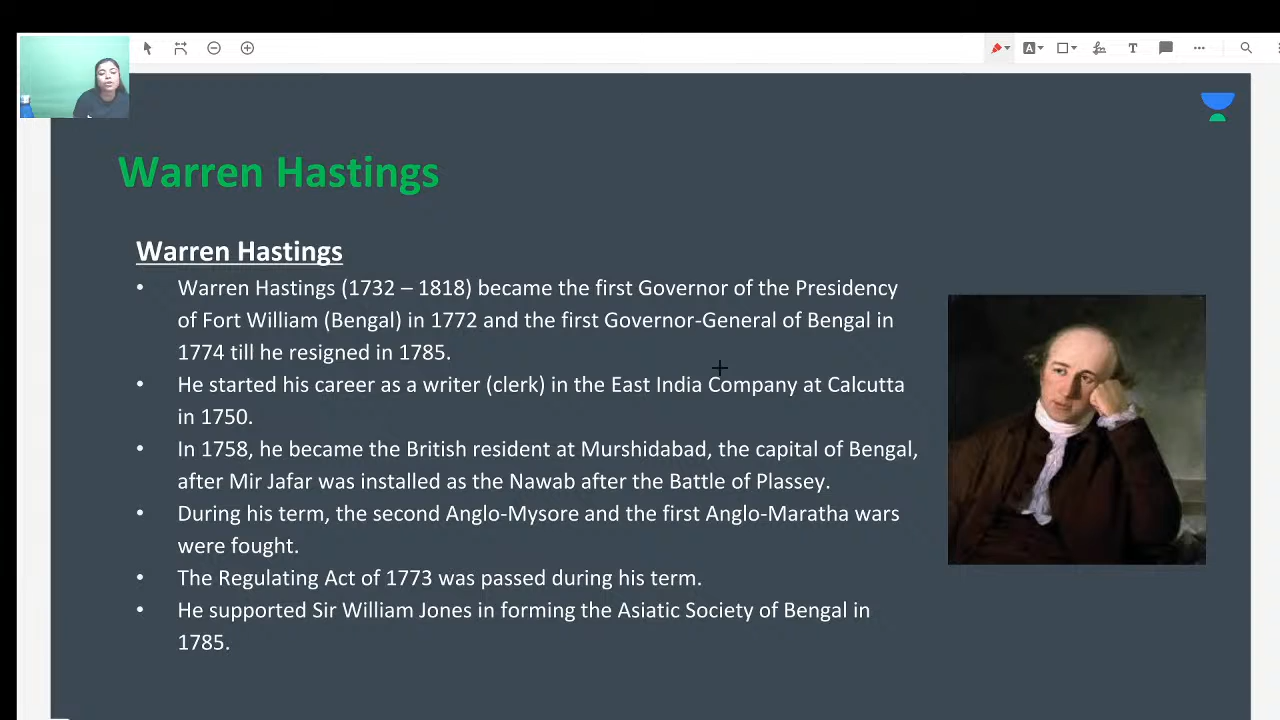 Warren Hastings
Warren Hastings
• Warren Hastings (1732 – 1818) became the first Governor of the Presidency
of Fort William (Bengal) in 1772 and the first Governor-General of Bengal in
1774 till he resigned in 1785.
• He started his career as a writer (clerk) in the East India Company at Calcutta
in 1750.
• In 1758, he became the British resident at Murshidabad, the capital of Bengal,
after Mir Jafar was installed as the Nawab after the Battle of Plassey.
• During his term, the second Anglo-Mysore and the first Anglo-Maratha wars
were fought.
• The Regulating Act of 1773 was passed during his term.
• He supported Sir William Jones in forming the Asiatic Society of Bengal in
1785.